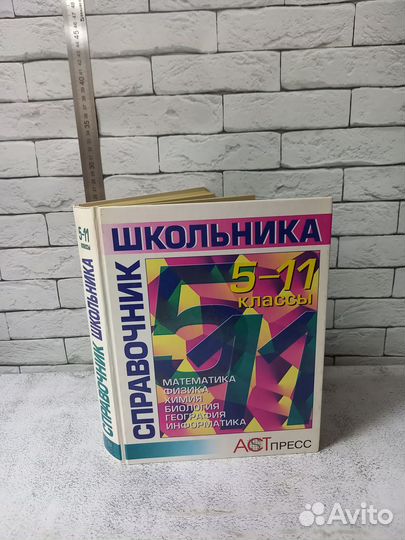 СПРАВОЧНИК
ШКОЛЬНИКА
5–11
классы
МАТЕМАТИКА
ФИЗИКА
ХИМИЯ
БИОЛОГИЯ
ГЕОГРАФИЯ
ИНФОРМАТИКА
АСТ ПРЕСС
5–11
СПРАВОЧНИК ШКОЛЬНИКА
Avito